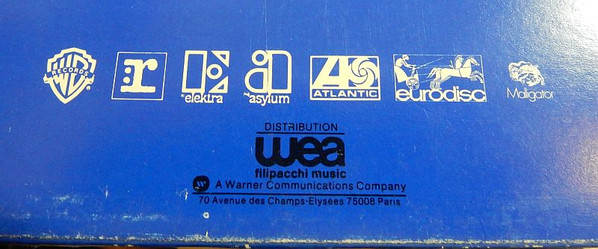 WB RECORDS
r
elektra
asylum
ATLANTIC
eurodisc
Malligator
DISTRIBUTION
wea
filipacchi music
A Warner Communications Company
70 Avenue des Champs-Elysées 75008 Paris